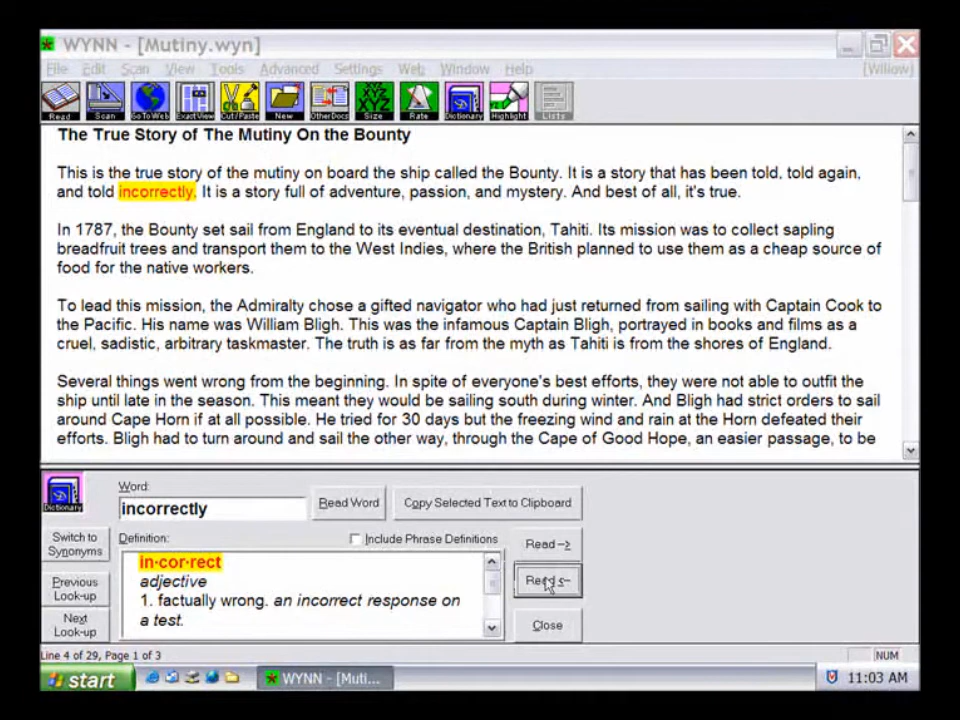 WYNN - [Mutiny.wyn]
File Edit Scan View Tools Advanced Settings Web Window Help [Willow]
Read Scan GoToWeb ExactView Cut/Paste New OtherDocs Size Rate Dictionary Highlight Lists
The True Story of The Mutiny On the Bounty
This is the true story of the mutiny on board the ship called the Bounty. It is a story that has been told, told again,
and told incorrectly. It is a story full of adventure, passion, and mystery. And best of all, it's true.
In 1787, the Bounty set sail from England to its eventual destination, Tahiti. Its mission was to collect sapling
breadfruit trees and transport them to the West Indies, where the British planned to use them as a cheap source of
food for the native workers.
To lead this mission, the Admiralty chose a gifted navigator who had just returned from sailing with Captain Cook to
the Pacific. His name was William Bligh. This was the infamous Captain Bligh, portrayed in books and films as a
cruel, sadistic, arbitrary taskmaster. The truth is as far from the myth as Tahiti is from the shores of England.
Several things went wrong from the beginning. In spite of everyone's best efforts, they were not able to outfit the
ship until late in the season. This meant they would be sailing south during winter. And Bligh had strict orders to sail
around Cape Horn if at all possible. He tried for 30 days but the freezing wind and rain at the Horn defeated their
efforts. Bligh had to turn around and sail the other way, through the Cape of Good Hope, an easier passage, to be
Dictionary
Word:
incorrectly
Read Word
Copy Selected Text to Clipboard
Switch to
Synonyms
Definition:
Include Phrase Definitions
Read ->
in·cor·rect
adjective
1. factually wrong. an incorrect response on
a test.
Previous
Look-up
Read <-
Next
Look-up
Close
Line 4 of 29, Page 1 of 3
NUM
start
WYNN - [Muti...
11:03 AM